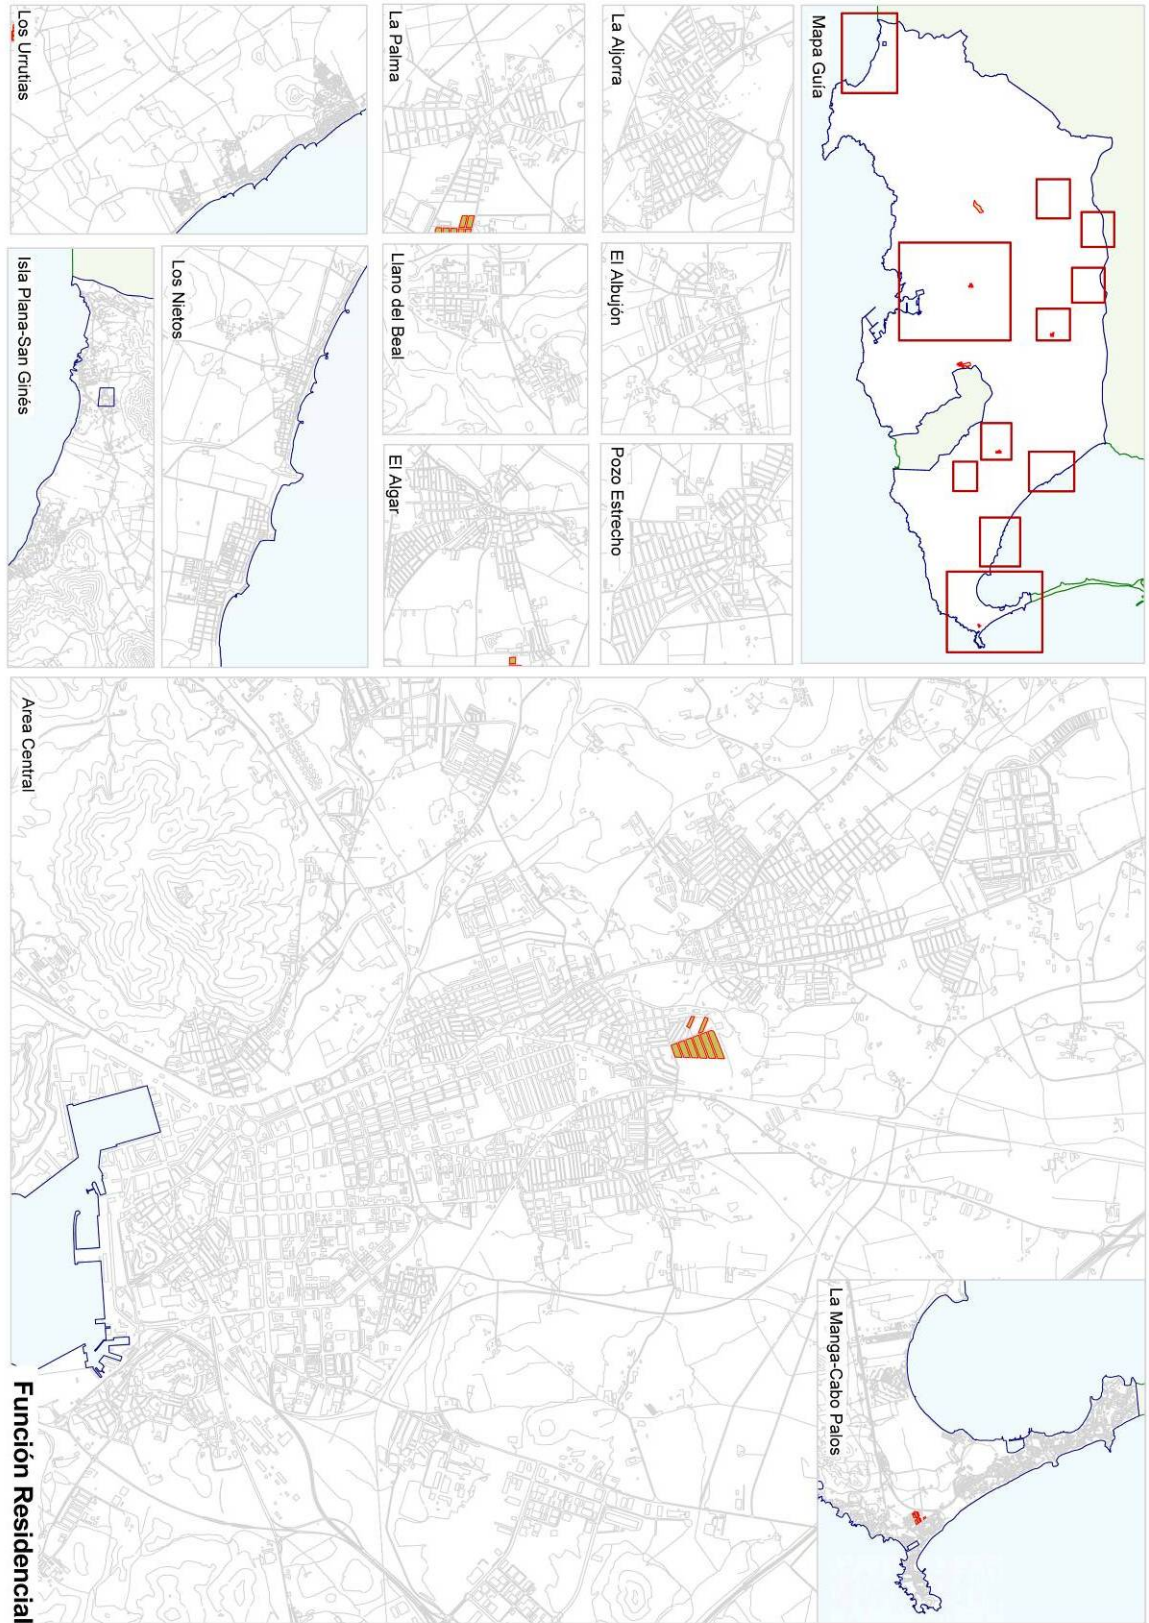 Mapa Guía
La Aljorra
La Palma
Los Urrutias
El Albujón
Llano del Beal
Los Nietos
Isla Plana-San Ginés
Pozo Estrecho
El Algar
Area Central
La Manga-Cabo Palos
Función Residencial